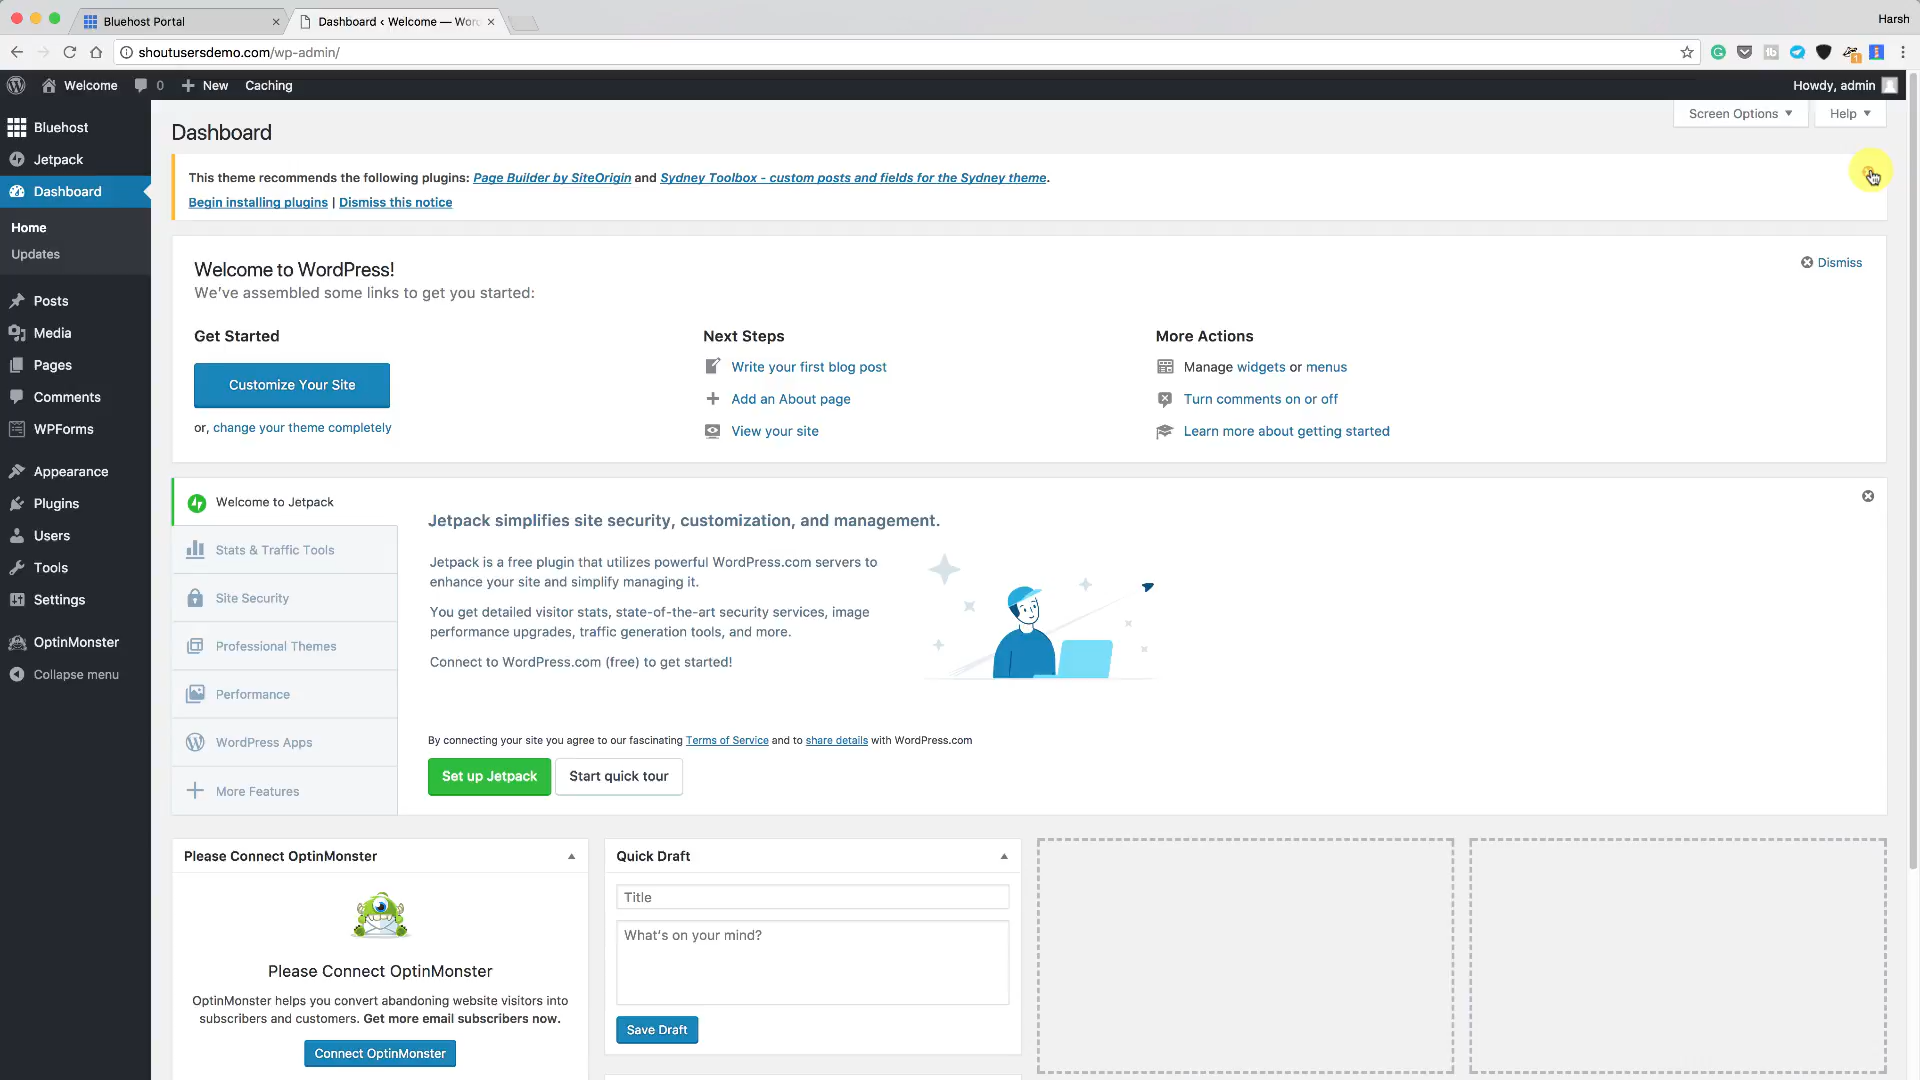 Bluehost Portal
Dashboard ‹ Welcome — Wor
Harsh
shoutusersdemo.com/wp-admin/
Welcome 0 New Caching
Howdy, admin
Bluehost
Jetpack
Dashboard
Home
Updates
Posts
Media
Pages
Comments
WPForms
Appearance
Plugins
Users
Tools
Settings
OptinMonster
Collapse menu
Dashboard
Screen Options
Help
This theme recommends the following plugins: Page Builder by SiteOrigin and Sydney Toolbox - custom posts and fields for the Sydney theme.
Begin installing plugins | Dismiss this notice
Welcome to WordPress!
We've assembled some links to get you started:
Dismiss
Get Started
Customize Your Site
or, change your theme completely
Next Steps
Write your first blog post
Add an About page
View your site
More Actions
Manage widgets or menus
Turn comments on or off
Learn more about getting started
Welcome to Jetpack
Stats & Traffic Tools
Site Security
Professional Themes
Performance
WordPress Apps
More Features
Jetpack simplifies site security, customization, and management.
Jetpack is a free plugin that utilizes powerful WordPress.com servers to
enhance your site and simplify managing it.
You get detailed visitor stats, state-of-the-art security services, image
performance upgrades, traffic generation tools, and more.
Connect to WordPress.com (free) to get started!
By connecting your site you agree to our fascinating Terms of Service and to share details with WordPress.com
Set up Jetpack
Start quick tour
Please Connect OptinMonster
Please Connect OptinMonster
OptinMonster helps you convert abandoning website visitors into
subscribers and customers. Get more email subscribers now.
Connect OptinMonster
Quick Draft
Title
What's on your mind?
Save Draft